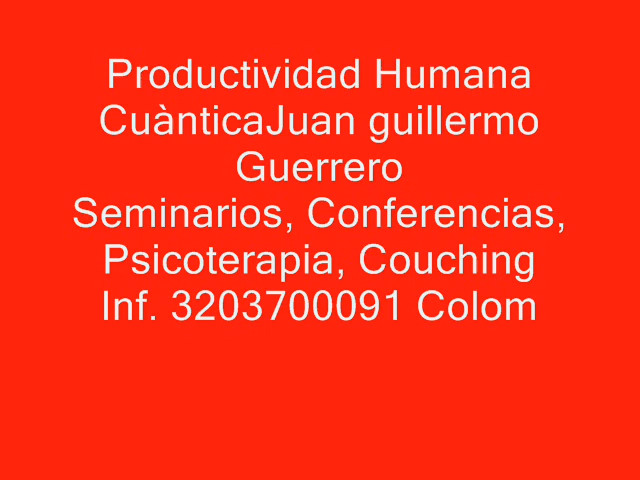 Productividad Humana
CuànticaJuan guillermo
Guerrero
Seminarios, Conferencias,
Psicoterapia, Couching
Inf. 3203700091 Colom